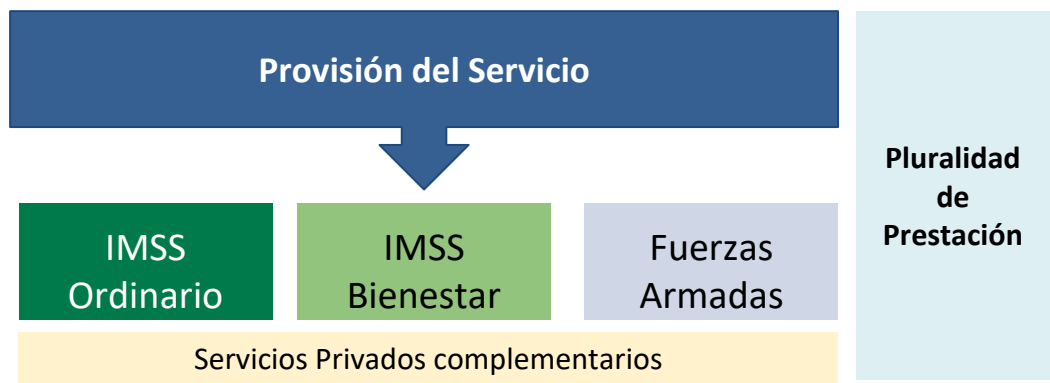 Provisión del Servicio
IMSS
Ordinario
IMSS
Bienestar
Fuerzas
Armadas
Servicios Privados complementarios
Pluralidad
de
Prestación